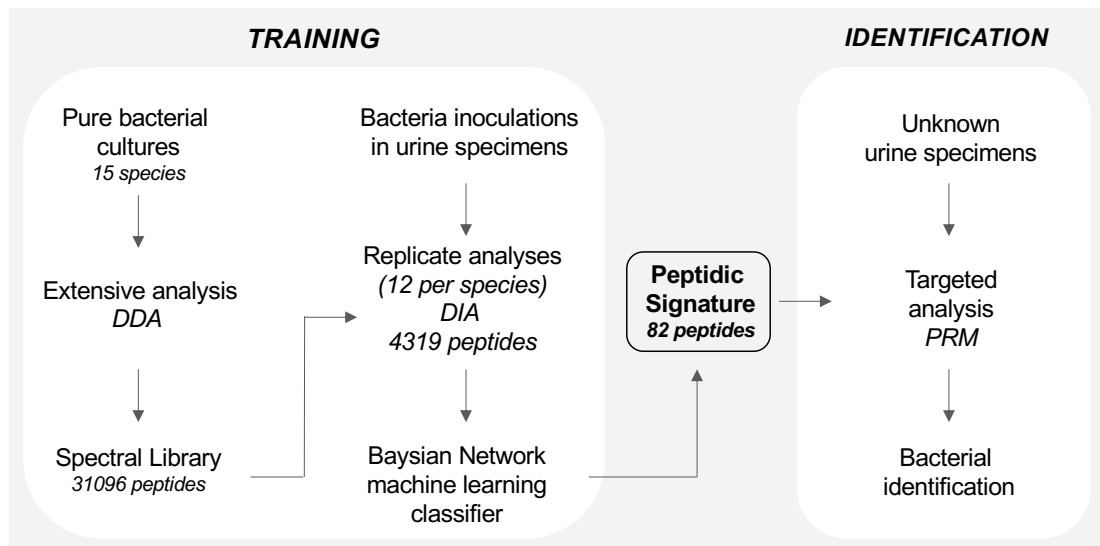 TRAINING
Pure bacterial
cultures
15 species
Extensive analysis
DDA
Spectral Library
31096 peptides
Bacteria inoculations
in urine specimens
Replicate analyses
(12 per species)
DIA
4319 peptides
Baysian Network
machine learning
classifier
Peptidic
Signature
82 peptides
IDENTIFICATION
Unknown
urine specimens
Targeted
analysis
PRM
Bacterial
identification